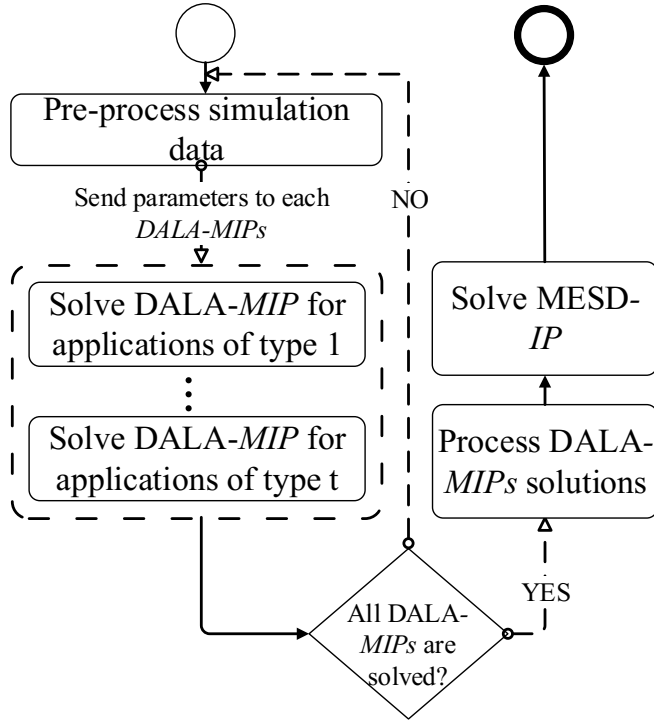 Pre-process simulation
data
Send parameters to each
DALA-MIPs
Solve DALA-MIP for
applications of type 1
Solve DALA-MIP for
applications of type t
All DALA-
MIPs are
solved?
NO
YES
Process DALA-
MIPs solutions
Solve MESD-
IP